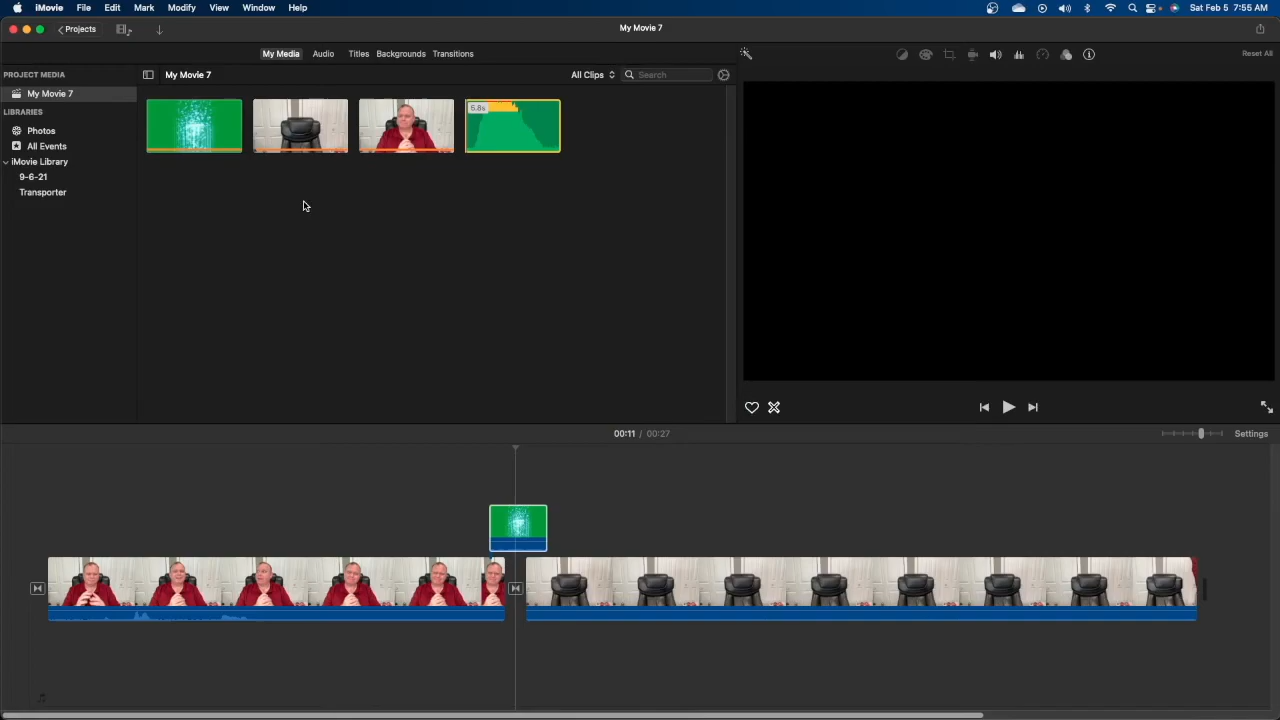 iMovie File Edit Mark Modify View Window Help Sat Feb 5 7:55 AM
Projects My Movie 7
My Media Audio Titles Backgrounds Transitions Reset All
PROJECT MEDIA My Movie 7 All Clips Search
My Movie 7
LIBRARIES
5.8s
Photos
All Events
iMovie Library
9-6-21
Transporter
00:11 / 00:27 Settings